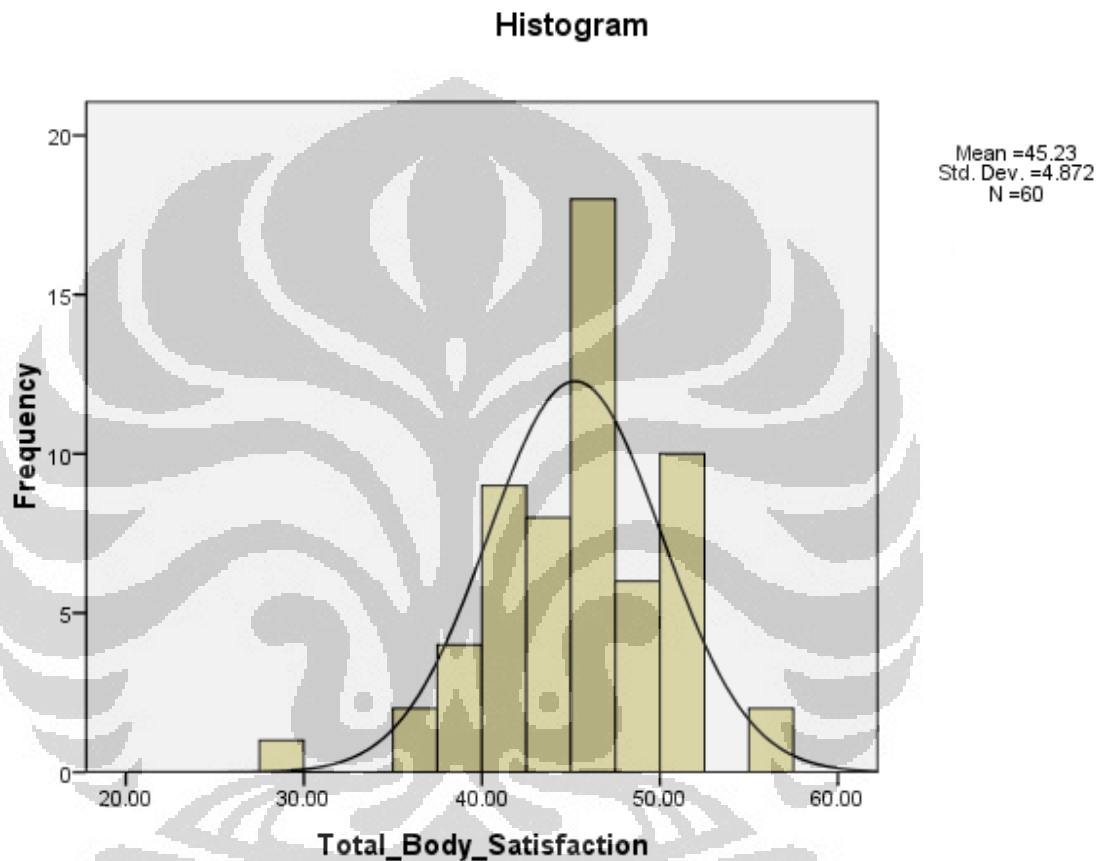 Histogram
20
15
10
5
0
Frequency
20.00 30.00 40.00 50.00 60.00
Total_Body_Satisfaction
Mean =45.23
Std. Dev. =4.872
N =60